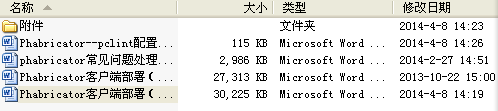 名称 大小 类型 修改日期
附件 文件夹 2014-4-8 14:23
Phabricator--pclint配置... 115 KB Microsoft Word ... 2014-4-8 14:26
phabricator常见问题处理... 2,986 KB Microsoft Word ... 2014-2-27 14:51
Phabricator客户端部署(... 27,313 KB Microsoft Word ... 2013-10-22 15:00
Phabricator客户端部署(... 30,225 KB Microsoft Word ... 2014-4-8 14:19